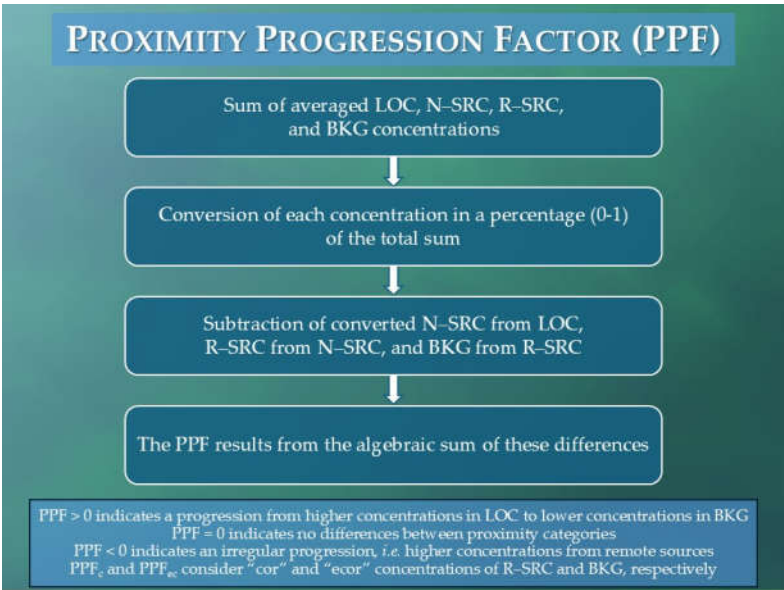 PROXIMITY PROGRESSION FACTOR (PPF)
Sum of averaged LOC, N–SRC, R–SRC,
and BKG concentrations
Conversion of each concentration in a percentage (0-1)
of the total sum
Subtraction of converted N–SRC from LOC,
R–SRC from N–SRC, and BKG from R–SRC
The PPF results from the algebraic sum of these differences
PPF > 0 indicates a progression from higher concentrations in LOC to lower concentrations in BKG
PPF = 0 indicates no differences between proximity categories
PPF < 0 indicates an irregular progression, i.e. higher concentrations from remote sources
PPFc and PPFec consider “cor” and “ecor” concentrations of R–SRC and BKG, respectively